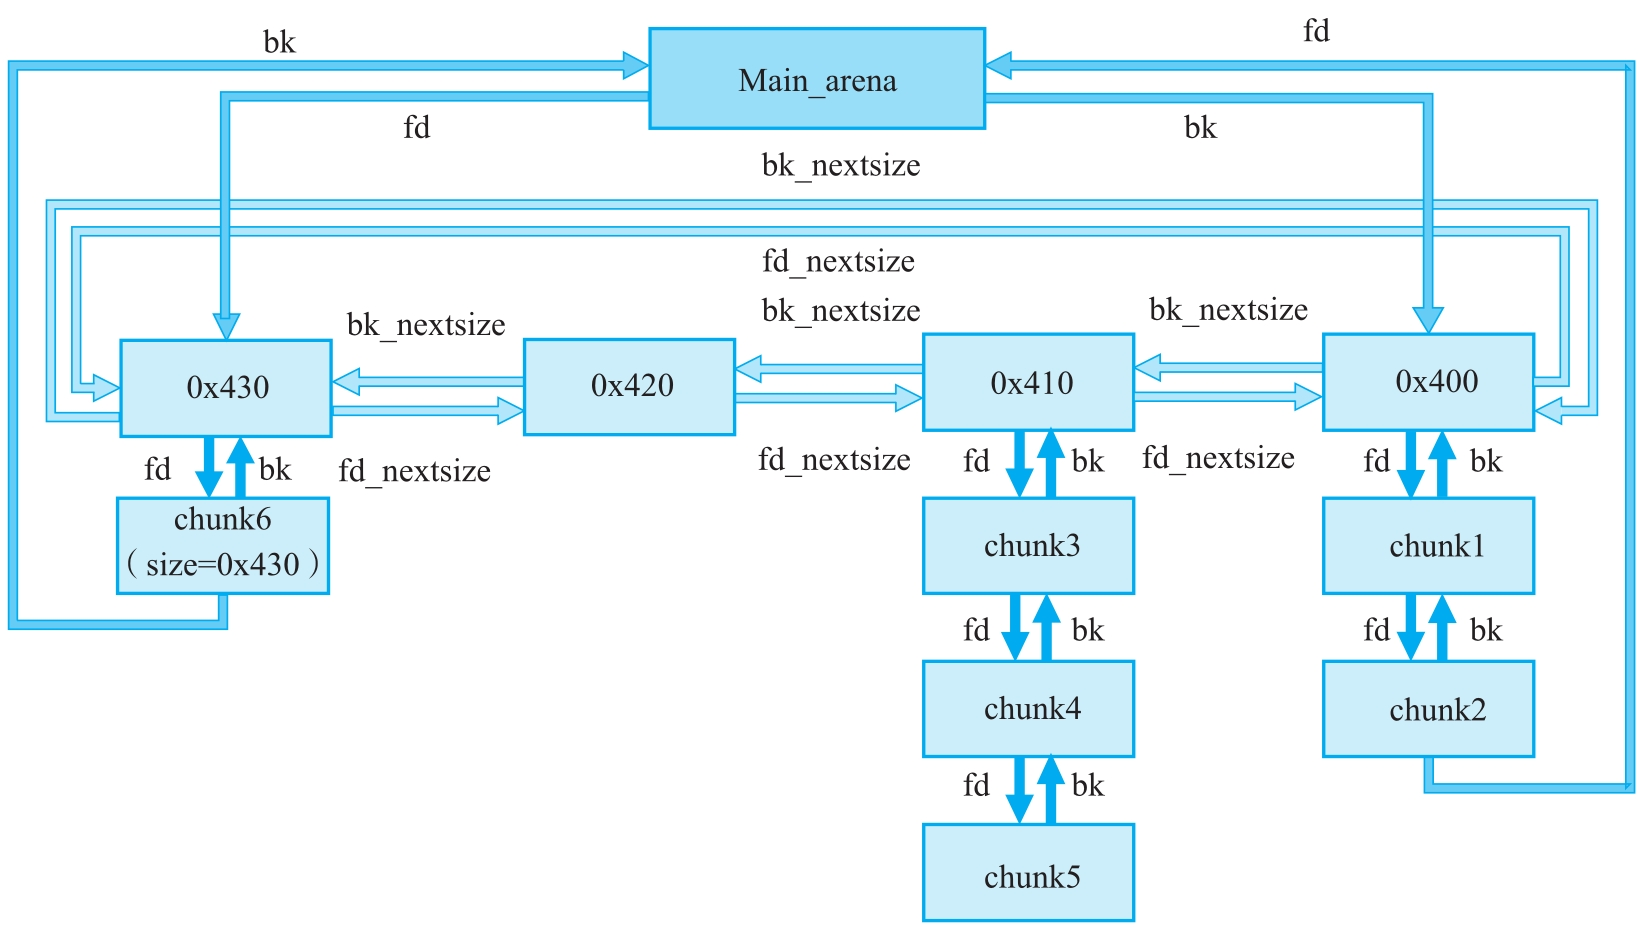 bk
fd
Main_arena
fd
bk
bk_nextsize
fd_nextsize
bk_nextsize
bk_nextsize
bk_nextsize
0x430
0x420
0x410
0x400
fd
bk
fd_nextsize
fd_nextsize
fd
bk
fd_nextsize
fd
bk
chunk6
（size=0x430）
chunk3
chunk1
fd
bk
fd
bk
chunk4
chunk2
fd
bk
chunk5